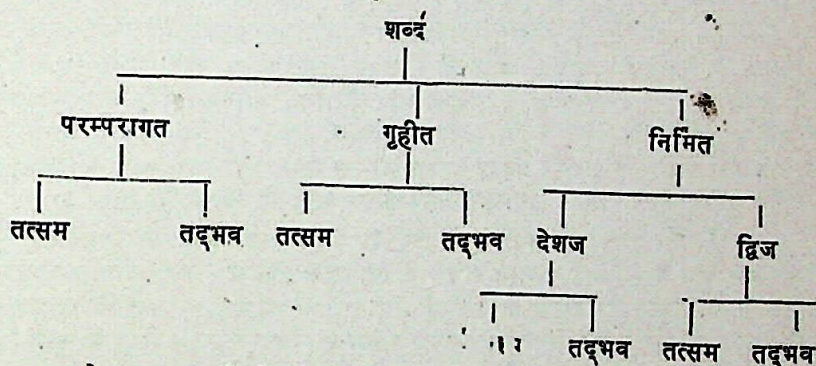 शब्द
परम्परागत गृहीत निर्मित
तत्सम तद्भव तत्सम तद्भव देशज द्विज
तद्भव तत्सम तद्भव